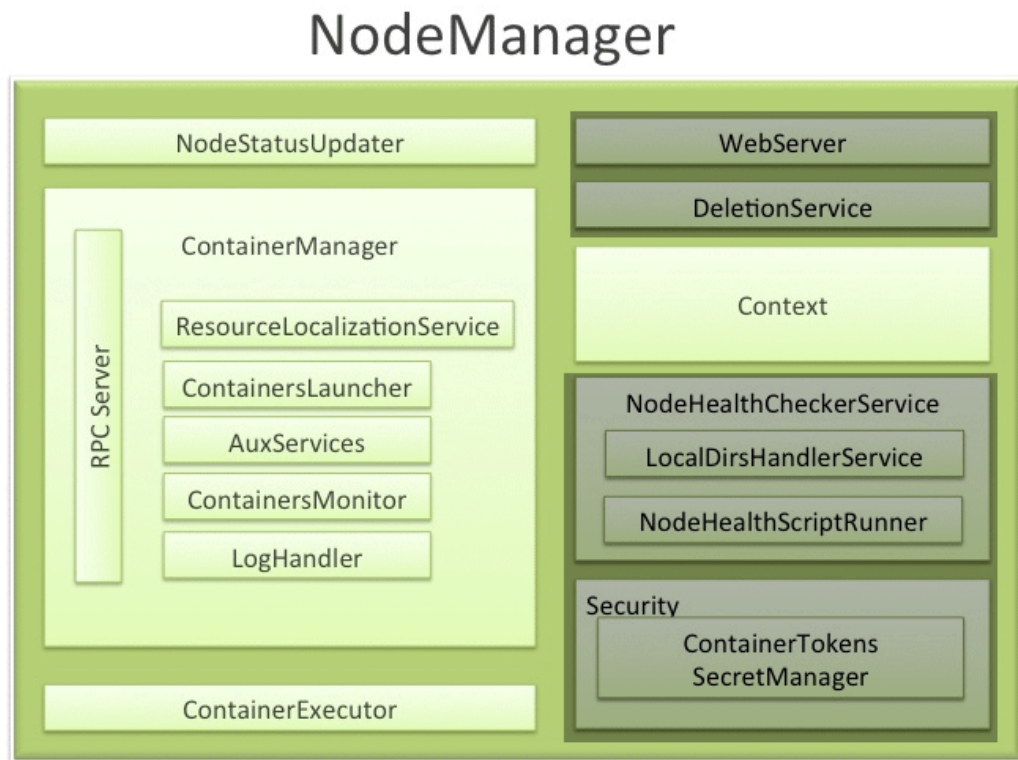 NodeManager
NodeStatusUpdater
ContainerManager
RPC Server
ResourceLocalizationService
ContainersLauncher
AuxServices
ContainersMonitor
LogHandler
ContainerExecutor
WebServer
DeletionService
Context
NodeHealthCheckerService
LocalDirsHandlerService
NodeHealthScriptRunner
Security
ContainerTokens
SecretManager